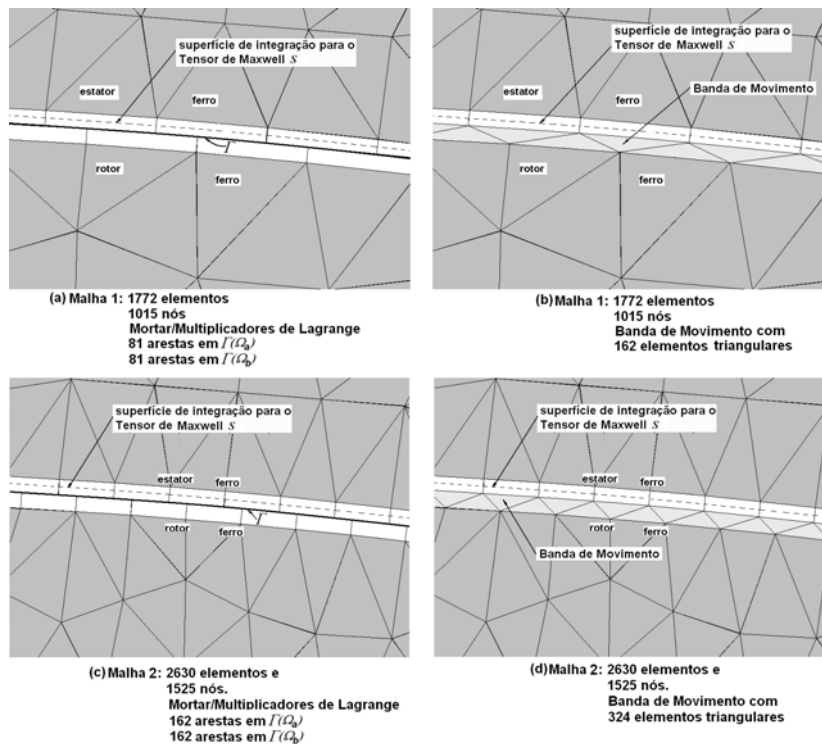 superfície de integração para o
Tensor de Maxwell S
estator
ferro
Γ
rotor
ferro
(a) Malha 1: 1772 elementos
1015 nós
Mortar/Multiplicadores de Lagrange
81 arestas em Γ(Ωa)
81 arestas em Γ(Ωb)
superfície de integração para o
Tensor de Maxwell S
Banda de Movimento
estator
ferro
rotor
ferro
(b) Malha 1: 1772 elementos
1015 nós
Banda de Movimento com
162 elementos triangulares
superfície de integração para o
Tensor de Maxwell S
estator
ferro
Γ
rotor
ferro
(c) Malha 2: 2630 elementos e
1525 nós.
Mortar/Multiplicadores de Lagrange
162 arestas em Γ(Ωa)
162 arestas em Γ(Ωb)
superfície de integração para o
Tensor de Maxwell S
estator
ferro
rotor
ferro
Banda de Movimento
(d) Malha 2: 2630 elementos e
1525 nós.
Banda de Movimento com
324 elementos triangulares